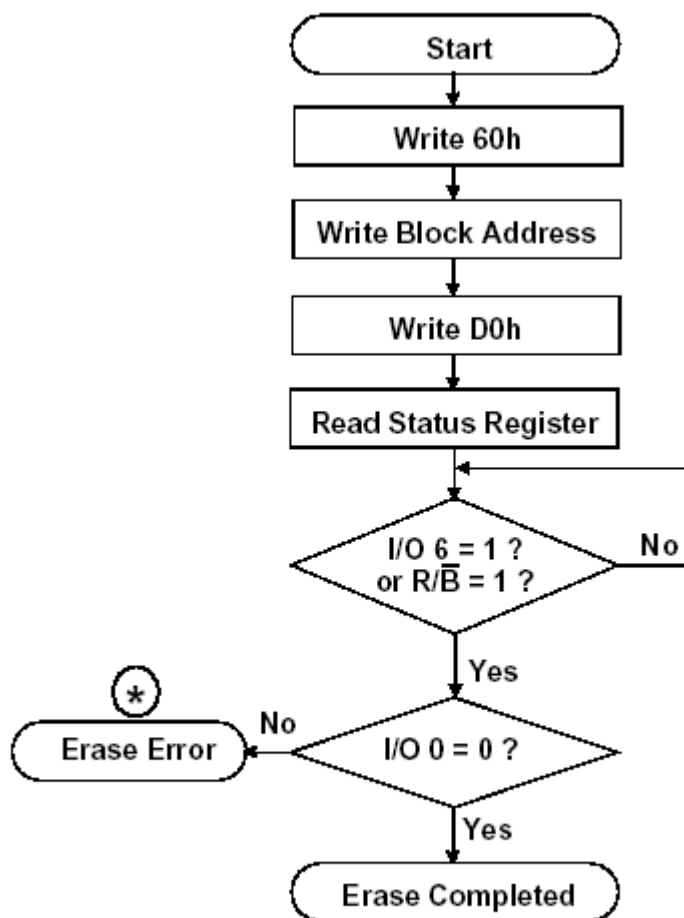 Start
Write 60h
Write Block Address
Write D0h
Read Status Register
I/O 6 = 1 ?
or R/B̅ = 1 ?
No
Yes
*
No
Erase Error
I/O 0 = 0 ?
Yes
Erase Completed